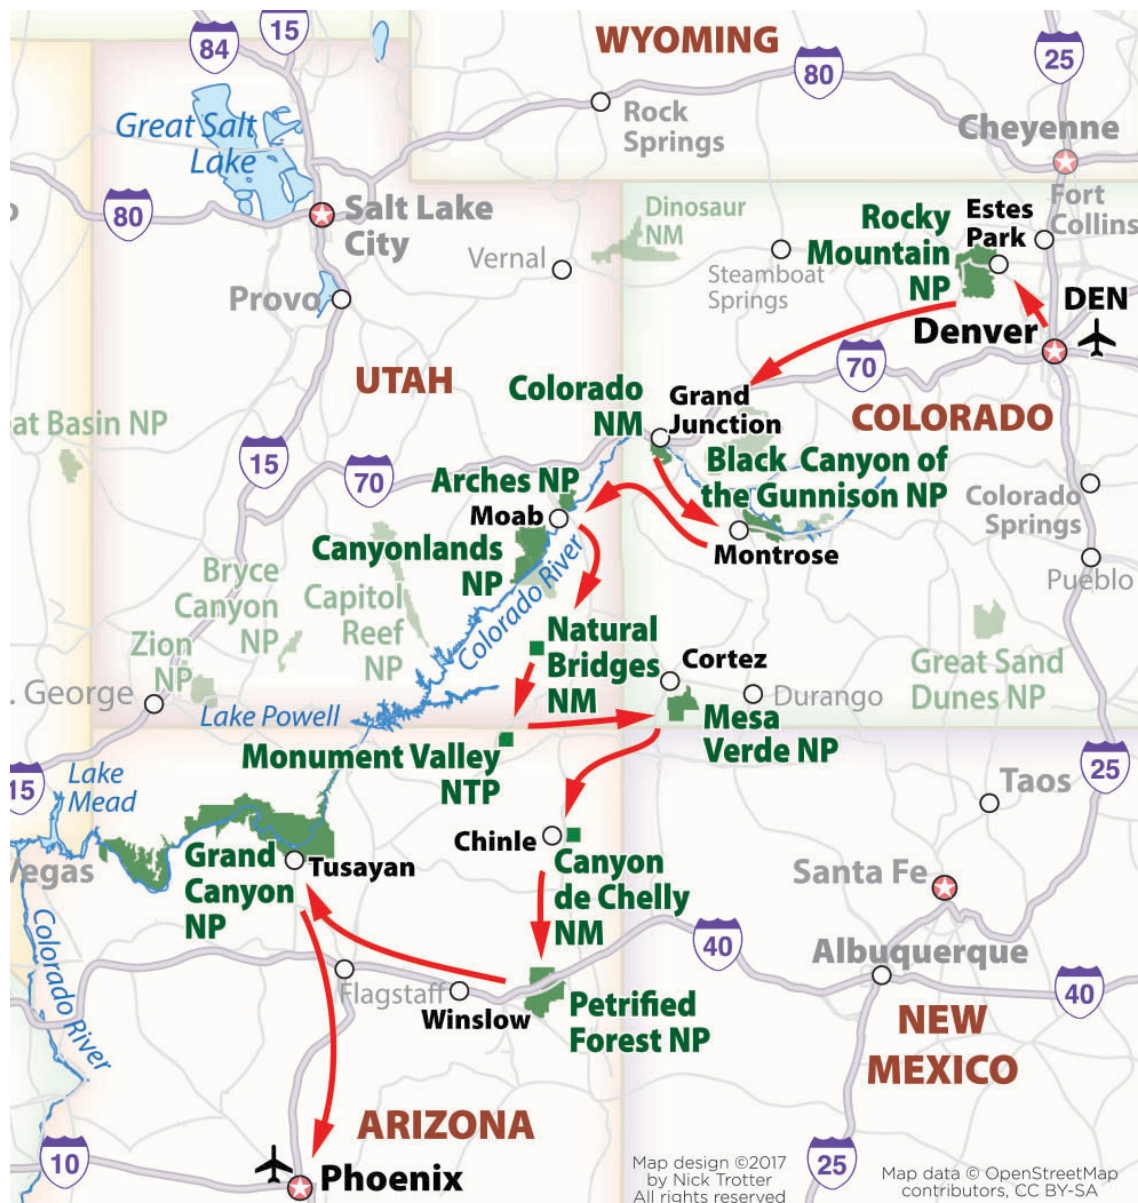 84
15
WYOMING
80
25
Great Salt
Lake
Rock
Springs
Cheyenne
80
Salt Lake
City
Dinosaur
NM
Rocky
Mountain
NP
Estes
Park
Fort
Collins
Vernal
Steamboat
Springs
Provo
DEN
Denver
UTAH
70
Colorado
NM
Grand
Junction
COLORADO
at Basin NP
15
70
Arches NP
Black Canyon of
the Gunnison NP
Moab
Colorado
Springs
Canyonlands
NP
Montrose
Bryce
Canyon
NP
Capitol
Reef
NP
Colorado River
Pueblo
Zion
NP
Natural
Bridges
NM
Cortez
Great Sand
Dunes NP
. George
Durango
Lake Powell
Mesa
Verde NP
Monument Valley
NTP
15
Lake
Mead
25
Taos
Chinle
Vegas
Grand
Canyon
NP
Tusayan
Canyon
de Chelly
NM
Santa Fe
Colorado River
40
Albuquerque
Flagstaff
Winslow
40
Petrified
Forest NP
NEW
MEXICO
ARIZONA
10
Phoenix
25
Map design ©2017
by Nick Trotter
All rights reserved
Map data © OpenStreetMap
contributors, CC BY-SA